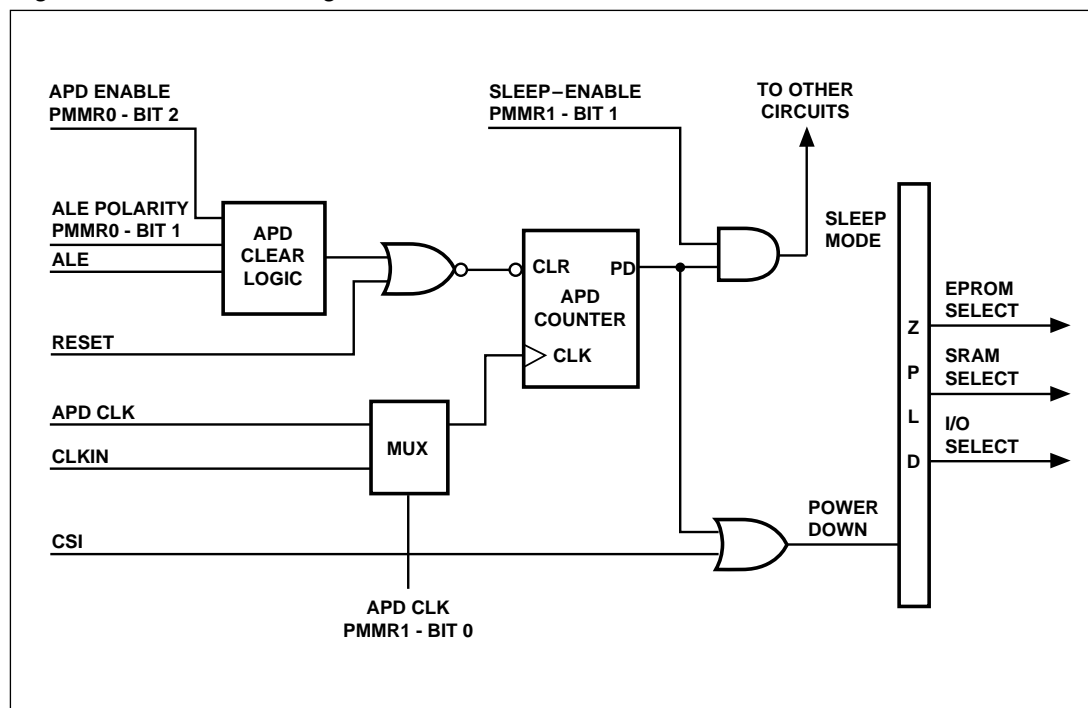 APD ENABLE
PMMR0 - BIT 2
SLEEP–ENABLE
PMMR1 - BIT 1
TO OTHER
CIRCUITS
ALE POLARITY
PMMR0 - BIT 1
ALE
APD
CLEAR
LOGIC
CLR
PD
APD
COUNTER
CLK
SLEEP
MODE
RESET
APD CLK
CLKIN
MUX
CSI
APD CLK
PMMR1 - BIT 0
POWER
DOWN
Z
P
L
D
EPROM
SELECT
SRAM
SELECT
I/O
SELECT